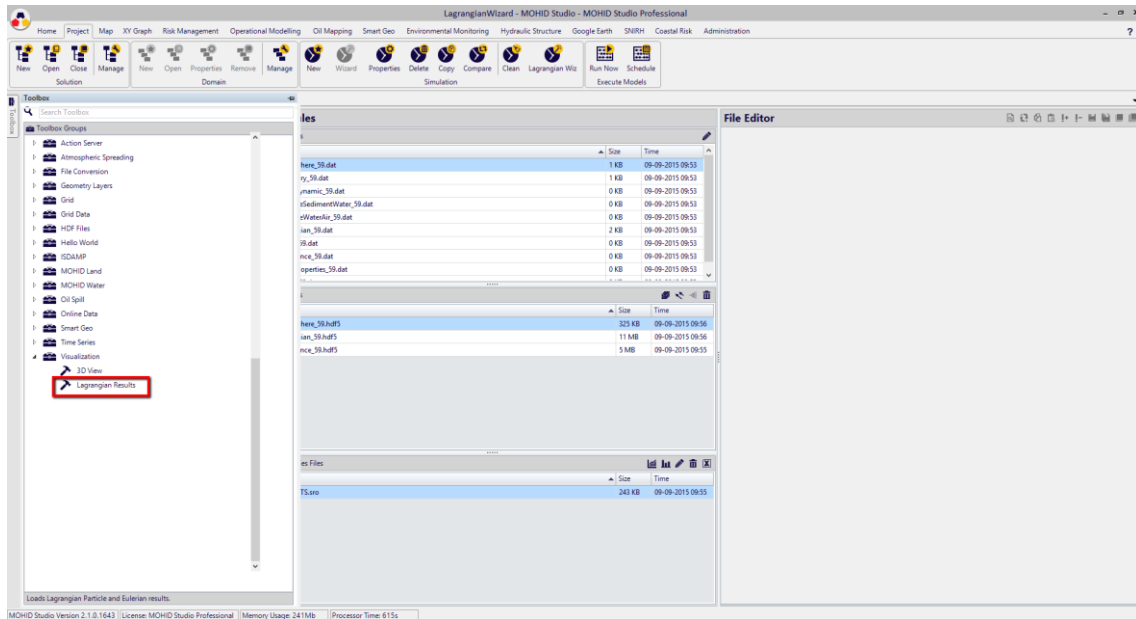 LagrangianWizard - MOHID Studio - MOHID Studio Professional
Home Project Map XY Graph Risk Management Operational Modelling Oil Mapping Smart Geo Environmental Monitoring Hydraulic Structure Google Earth SNIRH Coastal Risk Administration ?
New Open Close Manage New Open Properties Remove Manage New Wizard Properties Delete Copy Compare Clean Lagrangian Wiz Run Now Schedule
Solution Domain Simulation Execute Models
Toolbox
Toolbox
Search Toolbox
Toolbox Groups
Action Server
Atmospheric Spreading
File Conversion
Geometry Layers
Grid
Grid Data
HDF Files
Hello World
ISDAMP
MOHID Land
MOHID Water
Oil Spill
Online Data
Smart Geo
Time Series
Visualization
3D View
Lagrangian Results
Loads Lagrangian Particle and Eulerian results.
les
s
Size Time
here_59.dat 1 KB 09-09-2015 09:53
ry_59.dat 1 KB 09-09-2015 09:53
ynamic_59.dat 0 KB 09-09-2015 09:53
eSedimentWater_59.dat 0 KB 09-09-2015 09:53
eWaterAir_59.dat 0 KB 09-09-2015 09:53
ian_59.dat 2 KB 09-09-2015 09:53
59.dat 0 KB 09-09-2015 09:53
nce_59.dat 0 KB 09-09-2015 09:53
operties_59.dat 0 KB 09-09-2015 09:53
s
Size Time
here_59.hdf5 325 KB 09-09-2015 09:56
ian_59.hdf5 11 MB 09-09-2015 09:56
nce_59.hdf5 5 MB 09-09-2015 09:55
es Files
Size Time
TS.sro 243 KB 09-09-2015 09:55
File Editor
MOHID Studio Version 2.1.0.1643 License: MOHID Studio Professional Memory Usage: 241Mb Processor Time: 615s